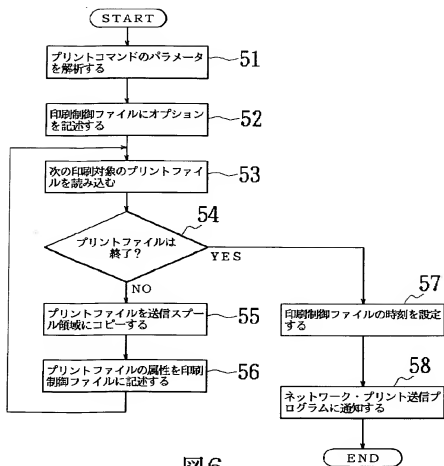 START
プリントコマンドのパラメータ
を解析する
51
印刷制御ファイルにオプション
を記述する
52
次の印刷対象のプリントファイ
ルを読み込む
53
54
プリントファイルは
終了?
YES
NO
プリントファイルを送信スプー
ル領域にコピーする
55
プリントファイルの属性を印刷
制御ファイルに記述する
56
57
印刷制御ファイルの時刻を設定
する
58
ネットワーク・プリント送信プ
ログラムに通知する
END
図6